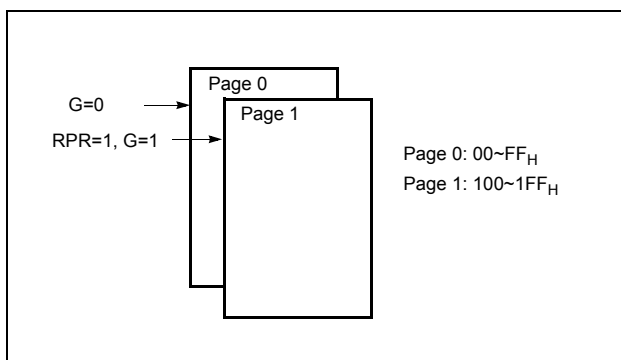 Page 0
G=0
Page 1
RPR=1, G=1
Page 0: 00~FFH
Page 1: 100~1FFH